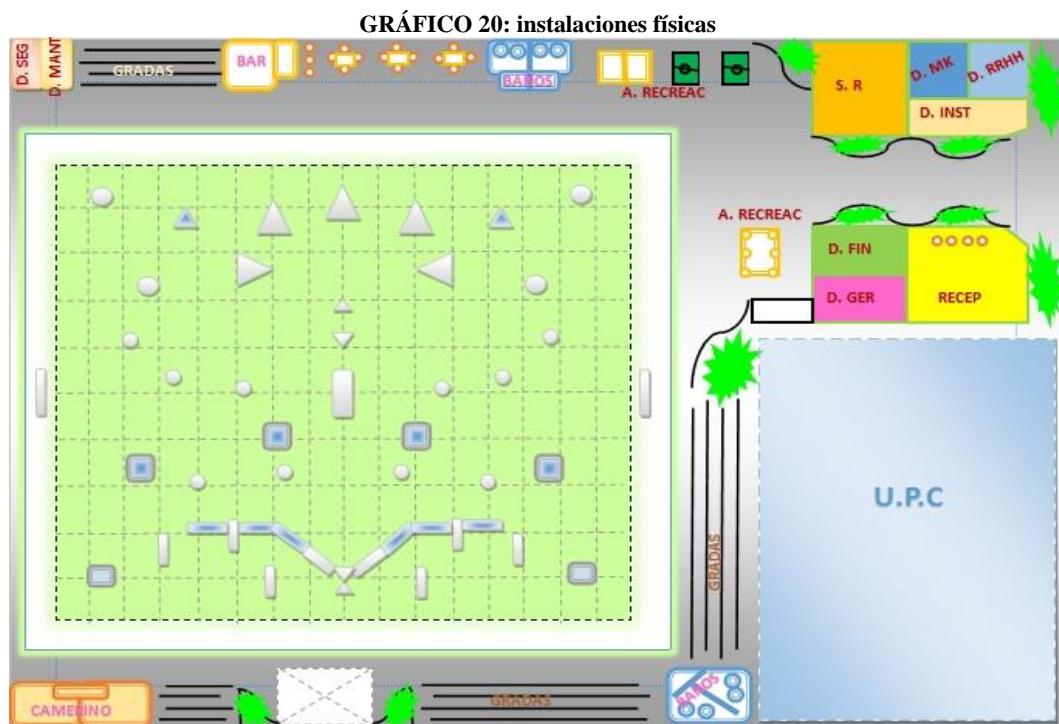 GRÁFICO 20: instalaciones físicas
D. SEG
D. MANT
GRADAS
BAR
BAÑOS
A. RECREAC
S. R
D. MK
D. RRHH
D. INST
A. RECREAC
D. FIN
D. GER
RECEP
U.P.C
GRADAS
CAMERINO
GRADAS
BAÑOS